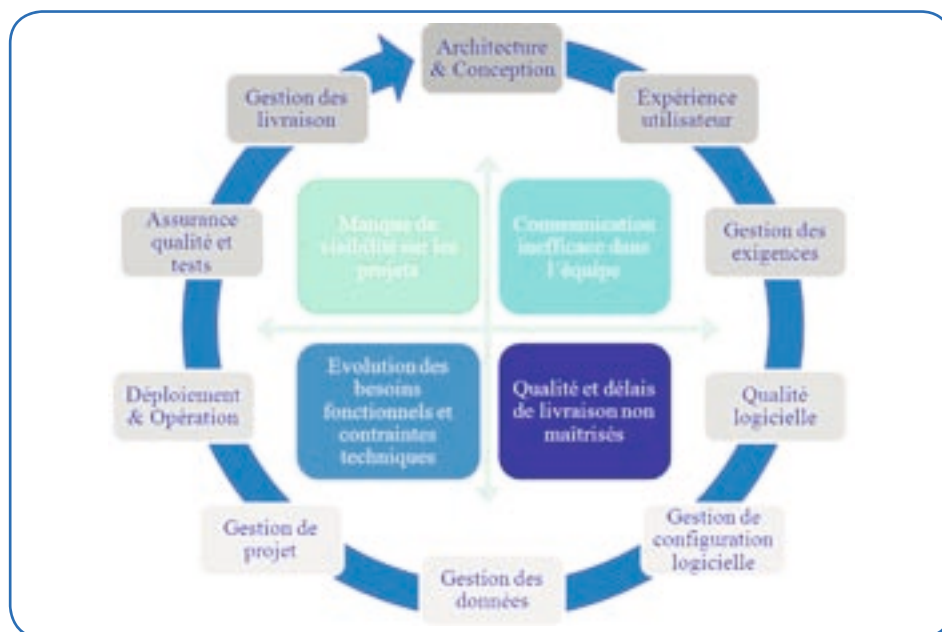 Architecture
& Conception
Expérience
utilisateur
Gestion des
exigences
Qualité
logicielle
Gestion de
configuration
logicielle
Gestion des
données
Gestion de
projet
Déploiement
& Opération
Assurance
qualité et
tests
Gestion des
livraison
Manque de
visibilité sur les
projets
Communication
inefficace dans
l'équipe
Evolution des
besoins
fonctionnels et
contraintes
techniques
Qualité et délais
de livraison non
maîtrisés